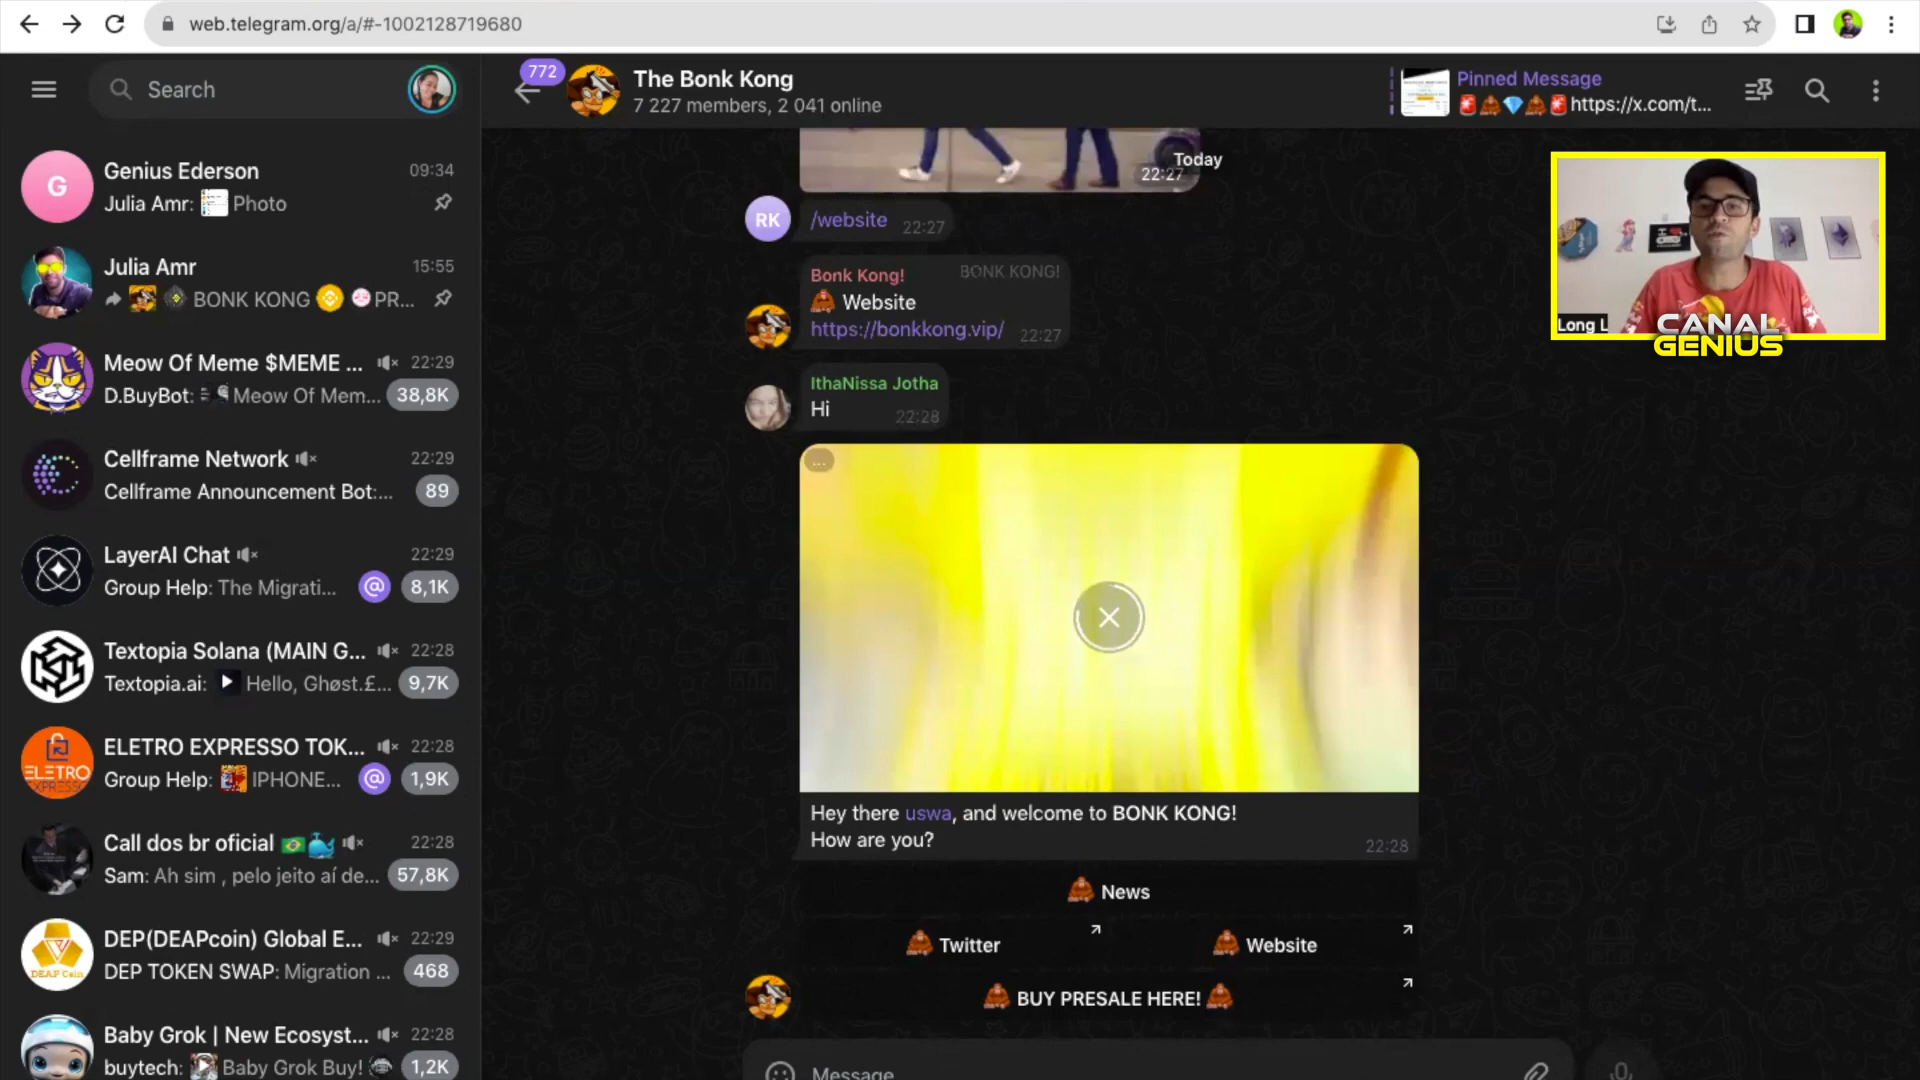 web.telegram.org/a/#-1002128719680
Search
G
Genius Ederson
09:34
Julia Amr: Photo
Julia Amr
15:55
BONK KONG PR...
Meow Of Meme $MEME ...
22:29
D.BuyBot: Meow Of Mem...
38,8K
Cellframe Network
22:29
Cellframe Announcement Bot:...
89
LayerAI Chat
22:29
Group Help: The Migrati...
@
8,1K
Textopia Solana (MAIN G...
22:28
Textopia.ai: Hello, Ghøst.£...
9,7K
ELETRO EXPRESSO TOK...
22:28
Group Help: IPHONE...
@
1,9K
Call dos br oficial
22:28
Sam: Ah sim , pelo jeito aí de...
57,8K
DEP(DEAPcoin) Global E...
22:29
DEP TOKEN SWAP: Migration ...
468
Baby Grok | New Ecosyst...
22:28
buytech: Baby Grok Buy!
1,2K
772
The Bonk Kong
7 227 members, 2 041 online
Pinned Message
https://x.com/t...
Today
22:27
RK
/website
22:27
Bonk Kong!
BONK KONG!
Website
https://bonkkong.vip/
22:27
IthaNissa Jotha
Hi
22:28
...
Hey there uswa, and welcome to BONK KONG!
How are you?
22:28
News
Twitter
Website
BUY PRESALE HERE!
Message
Long L
CANAL
GENIUS